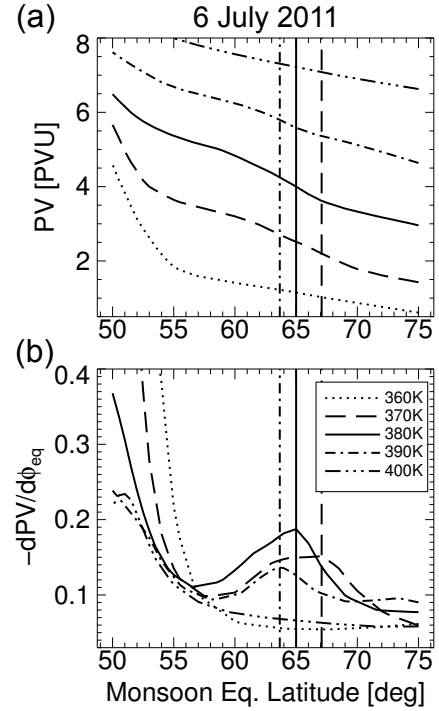 (a)
6 July 2011
8
6
4
2
PV [PVU]
50 55 60 65 70 75
(b)
0.4
0.3
0.2
0.1
−dPV/dϕeq
360K
370K
380K
390K
400K
50 55 60 65 70 75
Monsoon Eq. Latitude [deg]